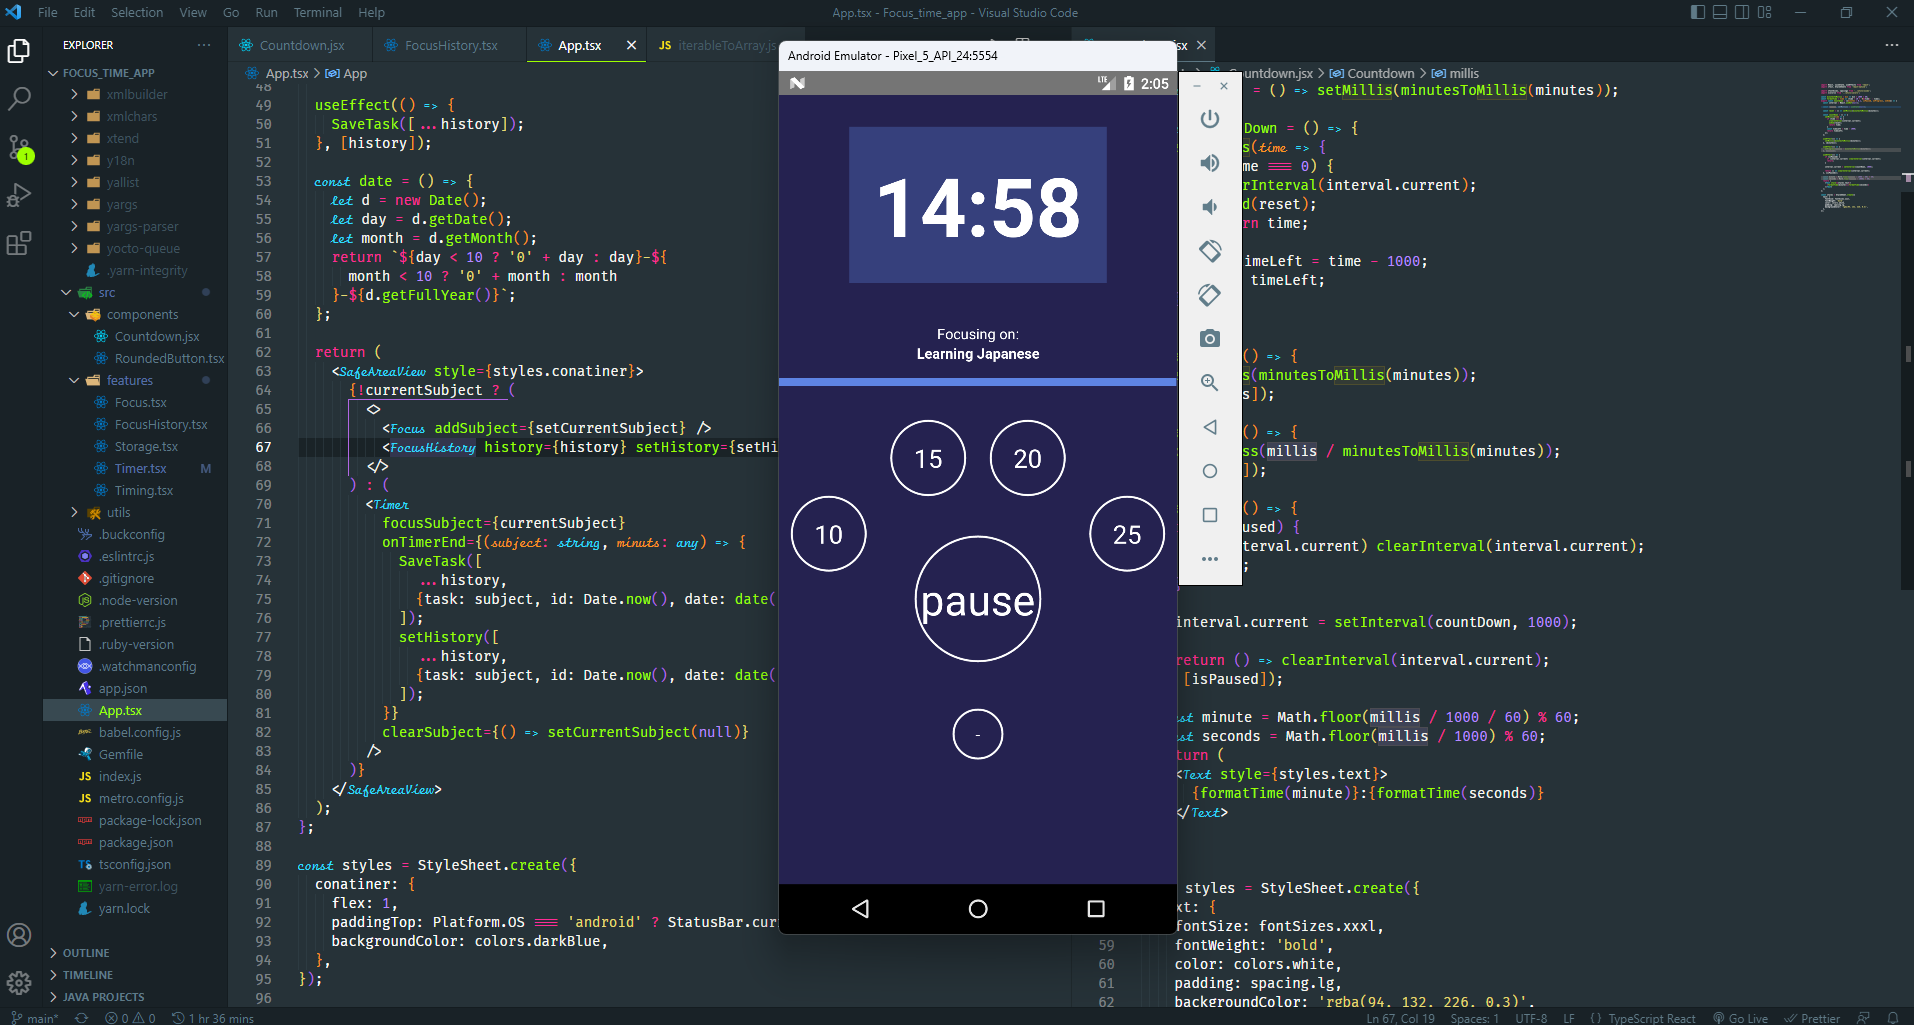 File Edit Selection View Go Run Terminal Help
App.tsx - Focus_time_app - Visual Studio Code
EXPLORER
FOCUS_TIME_APP
xmlbuilder
xmlchars
xtend
y18n
yallist
yargs
yargs-parser
yocto-queue
.yarn-integrity
src
components
Countdown.jsx
RoundedButton.tsx
features
Focus.tsx
FocusHistory.tsx
Storage.tsx
Timer.tsx M
Timing.tsx
utils
.buckconfig
.eslintrc.js
.gitignore
.node-version
.prettierrc.js
.ruby-version
.watchmanconfig
app.json
App.tsx
babel.config.js
Gemfile
index.js
metro.config.js
package-lock.json
package.json
tsconfig.json
yarn-error.log
yarn.lock
OUTLINE
TIMELINE
JAVA PROJECTS
1
Countdown.jsx FocusHistory.tsx App.tsx JS iterableToArray.js
App.tsx > App
48
49 useEffect(() => {
50 SaveTask([...history]);
51 }, [history]);
52
53 const date = () => {
54 let d = new Date();
55 let day = d.getDate();
56 let month = d.getMonth();
57 return `${day < 10 ? '0' + day : day}-${
58 month < 10 ? '0' + month : month
59 }-${d.getFullYear()}`;
60 };
61
62 return (
63 <SafeAreaView style={styles.conatiner}>
64 {!currentSubject ? (
65 <>
66 <Focus addSubject={setCurrentSubject} />
67 <FocusHistory history={history} setHistory={setHi
68 </>
69 ) : (
70 <Timer
71 focusSubject={currentSubject}
72 onTimerEnd={(subject: string, minuts: any) => {
73 SaveTask([
74 ...history,
75 {task: subject, id: Date.now(), date: date(
76 ]);
77 setHistory([
78 ...history,
79 {task: subject, id: Date.now(), date: date(
80 ]);
81 }}
82 clearSubject={() => setCurrentSubject(null)}
83 />
84 )}
85 </SafeAreaView>
86 );
87 };
88
89 const styles = StyleSheet.create({
90 conatiner: {
91 flex: 1,
92 paddingTop: Platform.OS === 'android' ? StatusBar.cur
93 backgroundColor: colors.darkBlue,
94 },
95 });
96
Android Emulator - Pixel_5_API_24:5554
LTE 2:05
14:58
Focusing on:
Learning Japanese
15 20
10 25
pause
-
sx
ountdown.jsx > Countdown > millis
= () => setMillis(minutesToMillis(minutes));
Down = () => {
s(time => {
me === 0) {
rInterval(interval.current);
d(reset);
rn time;
imeLeft = time - 1000;
timeLeft;
() => {
s(minutesToMillis(minutes));
s]);
() => {
ss(millis / minutesToMillis(minutes));
]);
() => {
used) {
terval.current) clearInterval(interval.current);
;
interval.current = setInterval(countDown, 1000);
return () => clearInterval(interval.current);
[isPaused]);
st minute = Math.floor(millis / 1000 / 60) % 60;
st seconds = Math.floor(millis / 1000) % 60;
turn (
<Text style={styles.text}>
{formatTime(minute)}:{formatTime(seconds)}
</Text>
styles = StyleSheet.create({
xt: {
fontSize: fontSizes.xxxl,
59 fontWeight: 'bold',
60 color: colors.white,
61 padding: spacing.lg,
62 backgroundColor: 'rgba(94, 132, 226, 0.3)',
main* 0 0 1 hr 36 mins
Ln 67, Col 19 Spaces: 1 UTF-8 LF {} TypeScript React Go Live Prettier